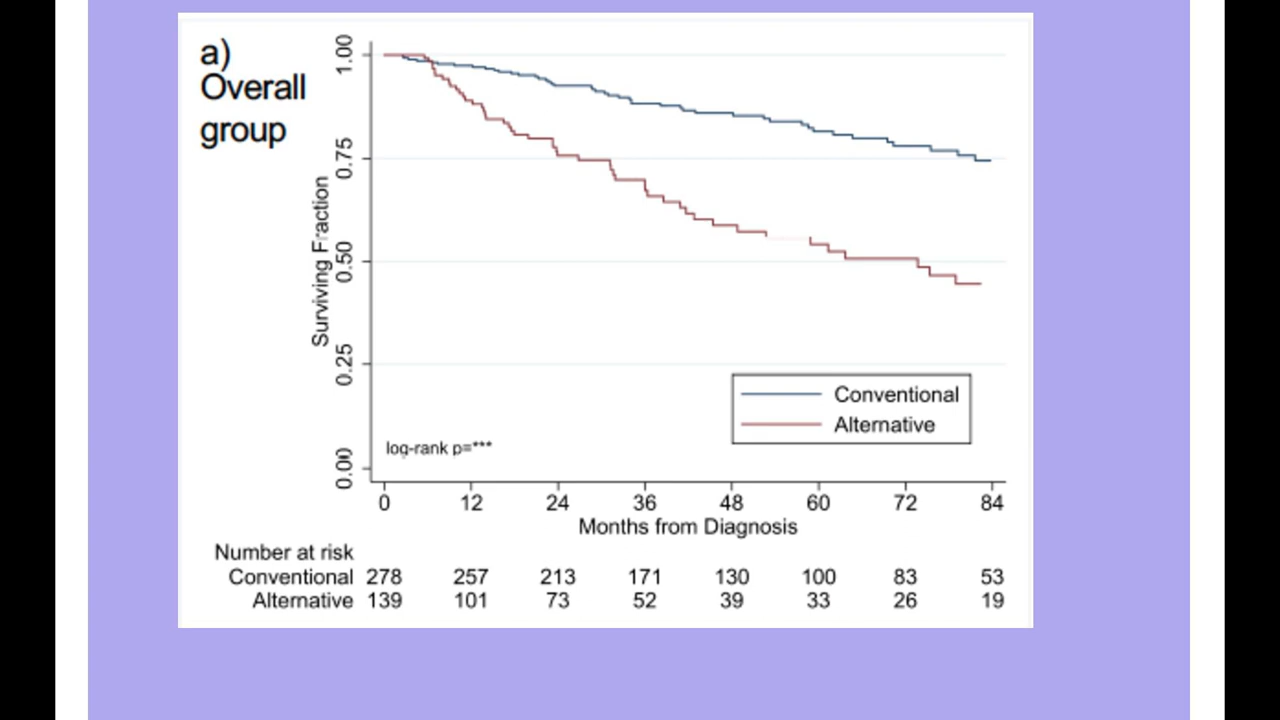 a)
Overall
group
1.00
0.75
0.50
0.25
0.00
Surviving Fraction
Conventional
Alternative
log-rank p=***
0 12 24 36 48 60 72 84
Months from Diagnosis
Number at risk
Conventional 278 257 213 171 130 100 83 53
Alternative 139 101 73 52 39 33 26 19